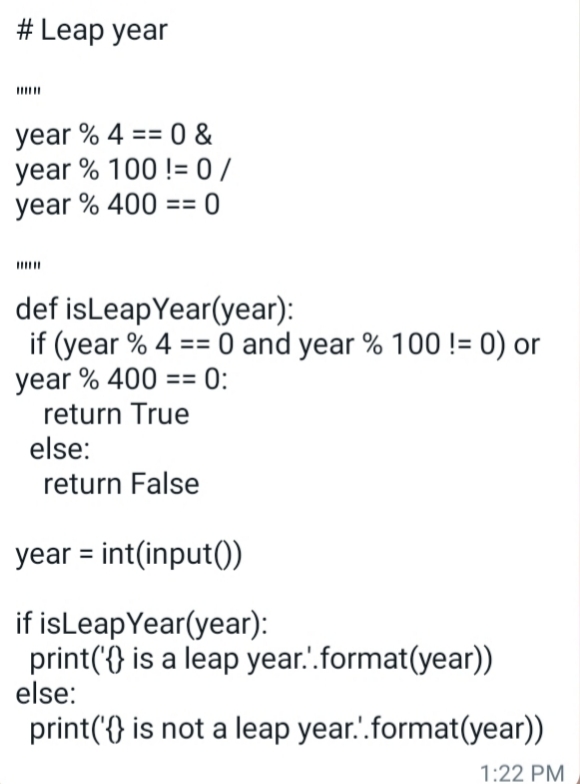 # Leap year
"""
year % 4 == 0 &
year % 100 != 0 /
year % 400 == 0
"""
def isLeapYear(year):
if (year % 4 == 0 and year % 100 != 0) or
year % 400 == 0:
return True
else:
return False
year = int(input())
if isLeapYear(year):
print('{} is a leap year.'.format(year))
else:
print('{} is not a leap year.'.format(year))
1:22 PM